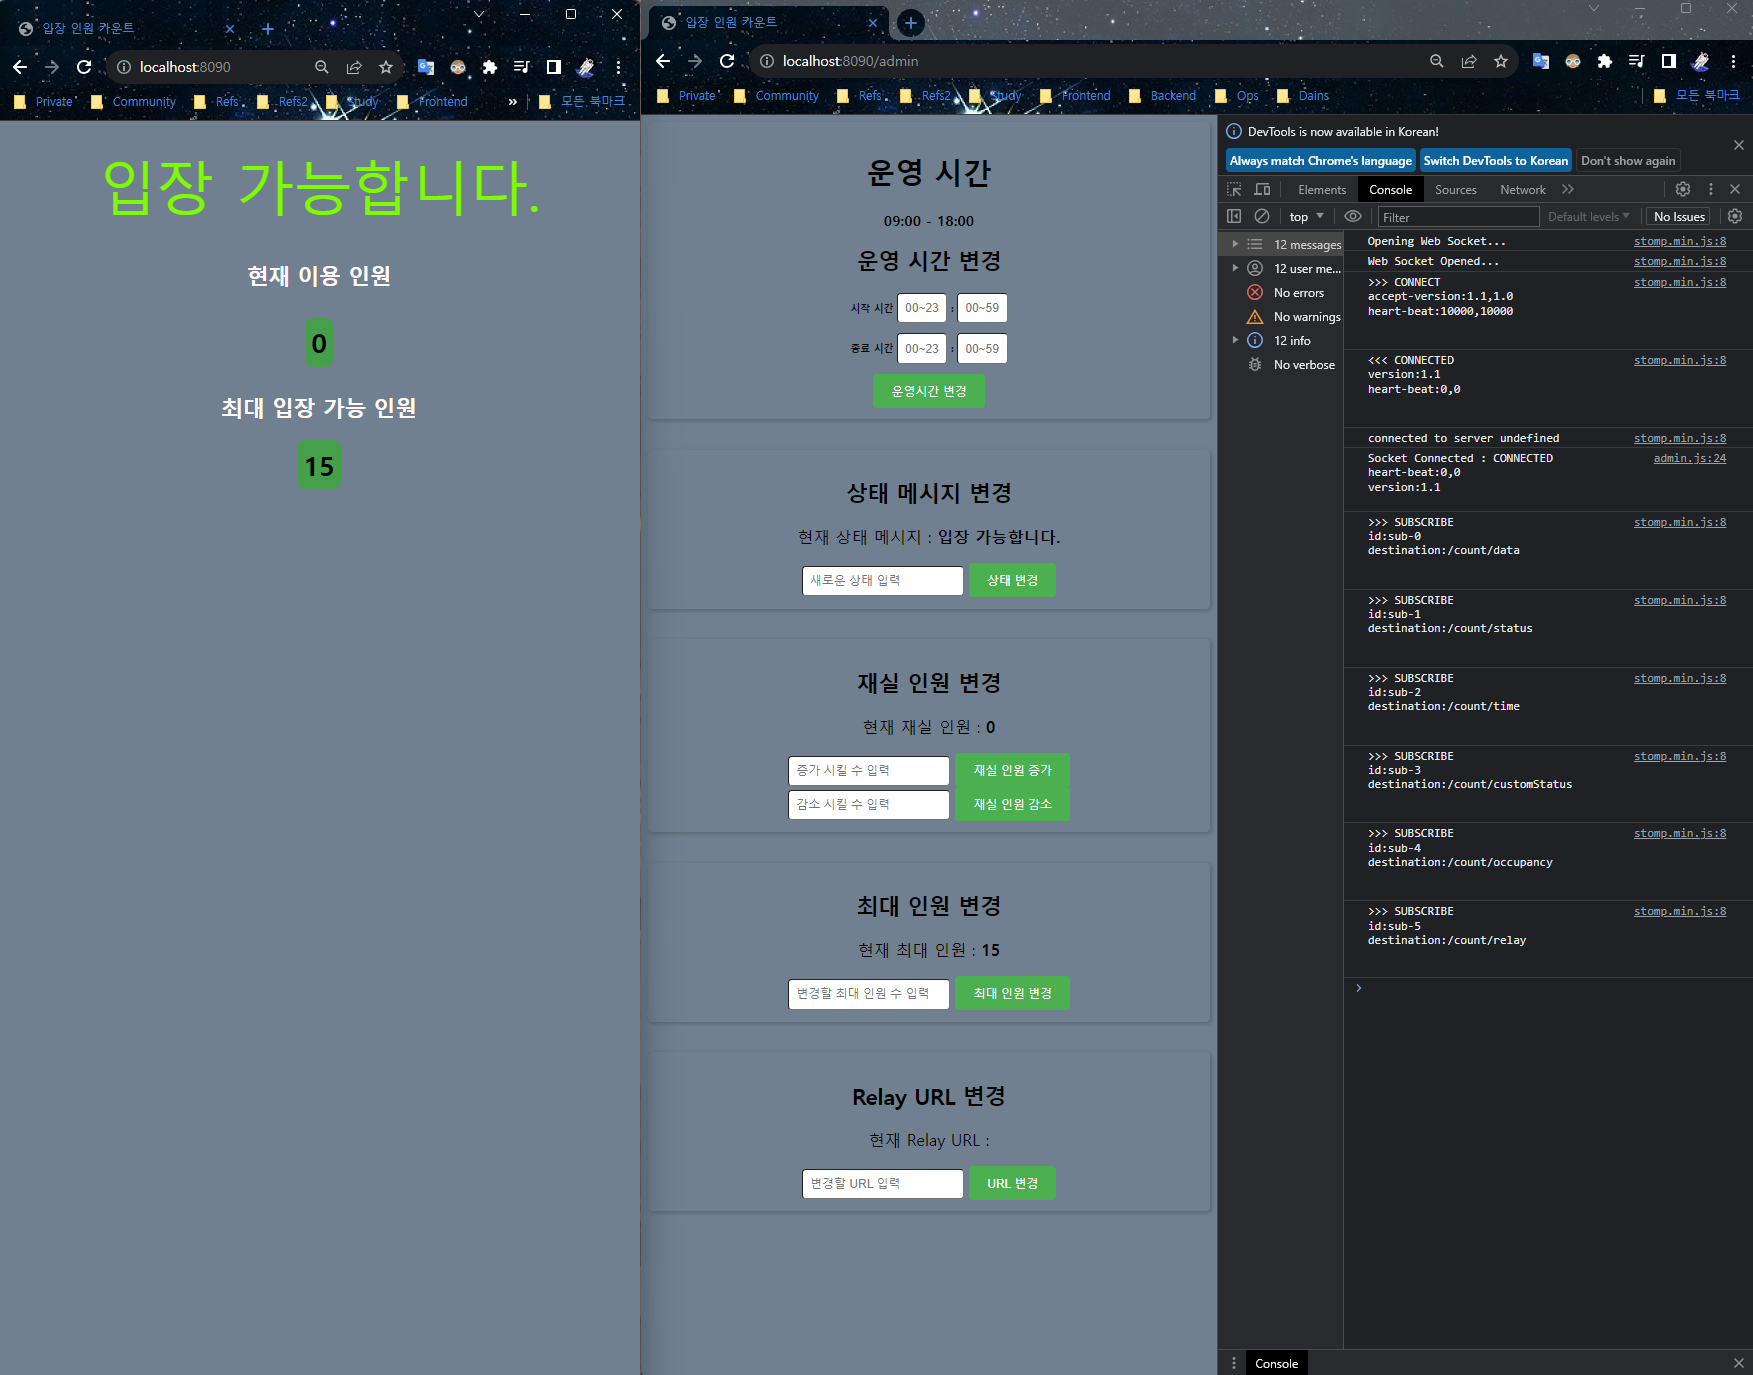 입장 인원 카운트
localhost:8090
Private
Community
Refs
Refs2
Study
Frontend
»
모든 북마크
입장 가능합니다.
현재 이용 인원
0
최대 입장 가능 인원
15
입장 인원 카운트
localhost:8090/admin
Private
Community
Refs
Refs2
Study
Frontend
Backend
Ops
Dains
모든 북마크
운영 시간
09:00 - 18:00
운영 시간 변경
시작 시간 00~23 : 00~59
종료 시간 00~23 : 00~59
운영시간 변경
상태 메시지 변경
현재 상태 메시지 : 입장 가능합니다.
새로운 상태 입력 상태 변경
재실 인원 변경
현재 재실 인원 : 0
증가 시킬 수 입력 재실 인원 증가
감소 시킬 수 입력 재실 인원 감소
최대 인원 변경
현재 최대 인원 : 15
변경할 최대 인원 수 입력 최대 인원 변경
Relay URL 변경
현재 Relay URL :
변경할 URL 입력 URL 변경
DevTools is now available in Korean!
Always match Chrome's language Switch DevTools to Korean Don't show again
Elements Console Sources Network »
top Filter Default levels No Issues
12 messages
12 user me...
No errors
No warnings
12 info
No verbose
Opening Web Socket... stomp.min.js:8
Web Socket Opened... stomp.min.js:8
>>> CONNECT stomp.min.js:8
accept-version:1.1,1.0
heart-beat:10000,10000
<<< CONNECTED stomp.min.js:8
version:1.1
heart-beat:0,0
connected to server undefined stomp.min.js:8
Socket Connected : CONNECTED admin.js:24
heart-beat:0,0
version:1.1
>>> SUBSCRIBE stomp.min.js:8
id:sub-0
destination:/count/data
>>> SUBSCRIBE stomp.min.js:8
id:sub-1
destination:/count/status
>>> SUBSCRIBE stomp.min.js:8
id:sub-2
destination:/count/time
>>> SUBSCRIBE stomp.min.js:8
id:sub-3
destination:/count/customStatus
>>> SUBSCRIBE stomp.min.js:8
id:sub-4
destination:/count/occupancy
>>> SUBSCRIBE stomp.min.js:8
id:sub-5
destination:/count/relay
Console